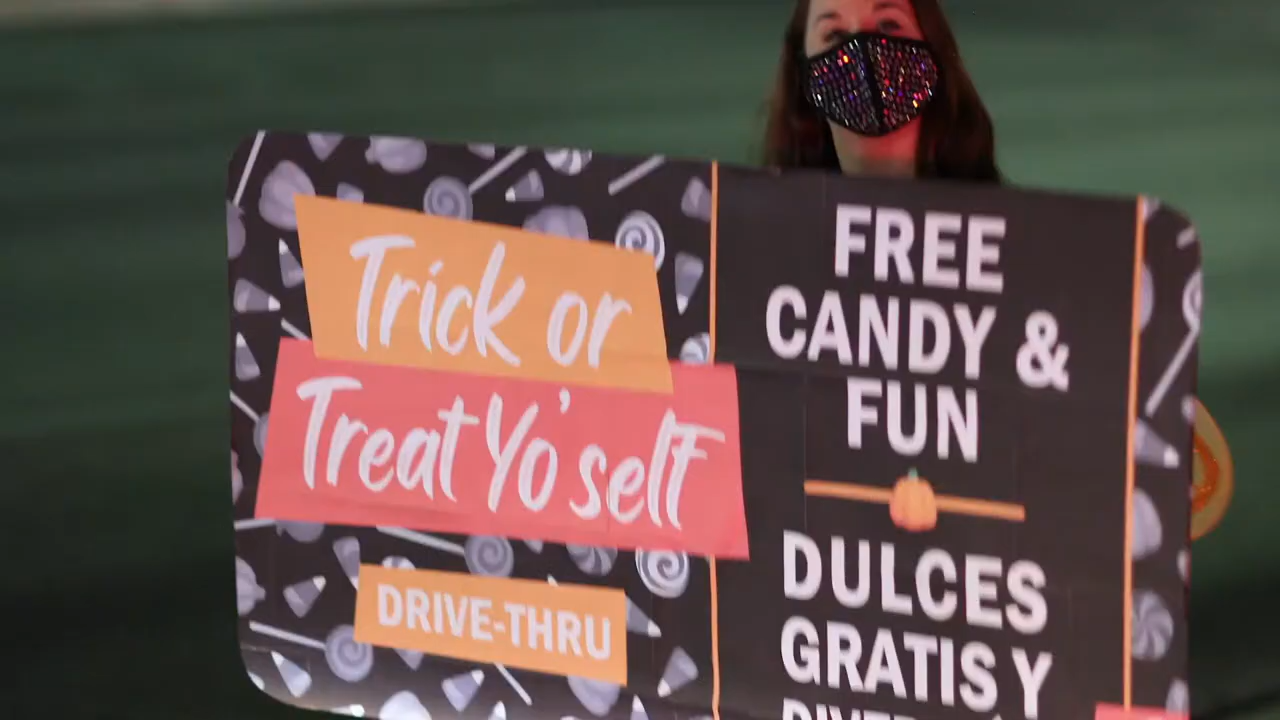 Trick or
Treat Yo'self
DRIVE-THRU
FREE
CANDY &
FUN
DULCES
GRATIS Y